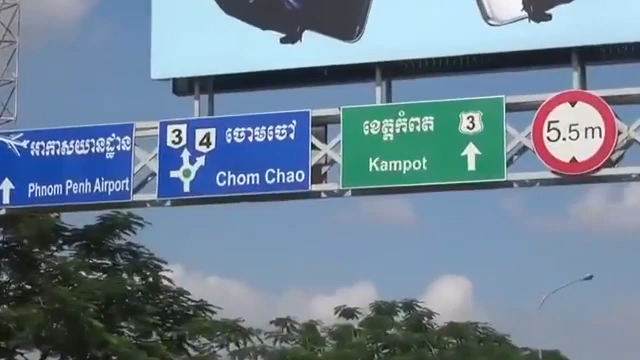 អាកាសយានដ្ឋាន
Phnom Penh Airport
3 4 ចោមចៅ
Chom Chao
ខេត្តកំពត 3
Kampot
5.5m